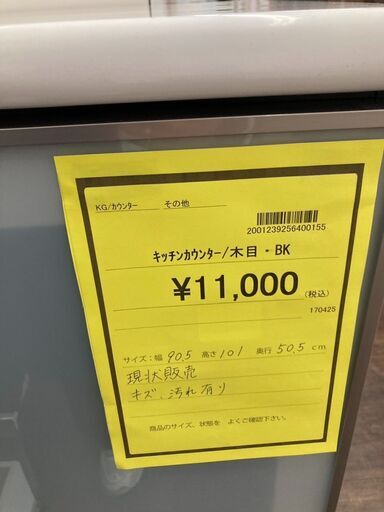 KG/カウンター その他
2001239256400155
キッチンカウンター/木目・BK
¥11,000(税込)
170425
サイズ:幅 90.5 高さ 101 奥行 50.5 cm
現状販売
キズ、汚れ有り
商品のサイズ、状態を よくご確認下さい。